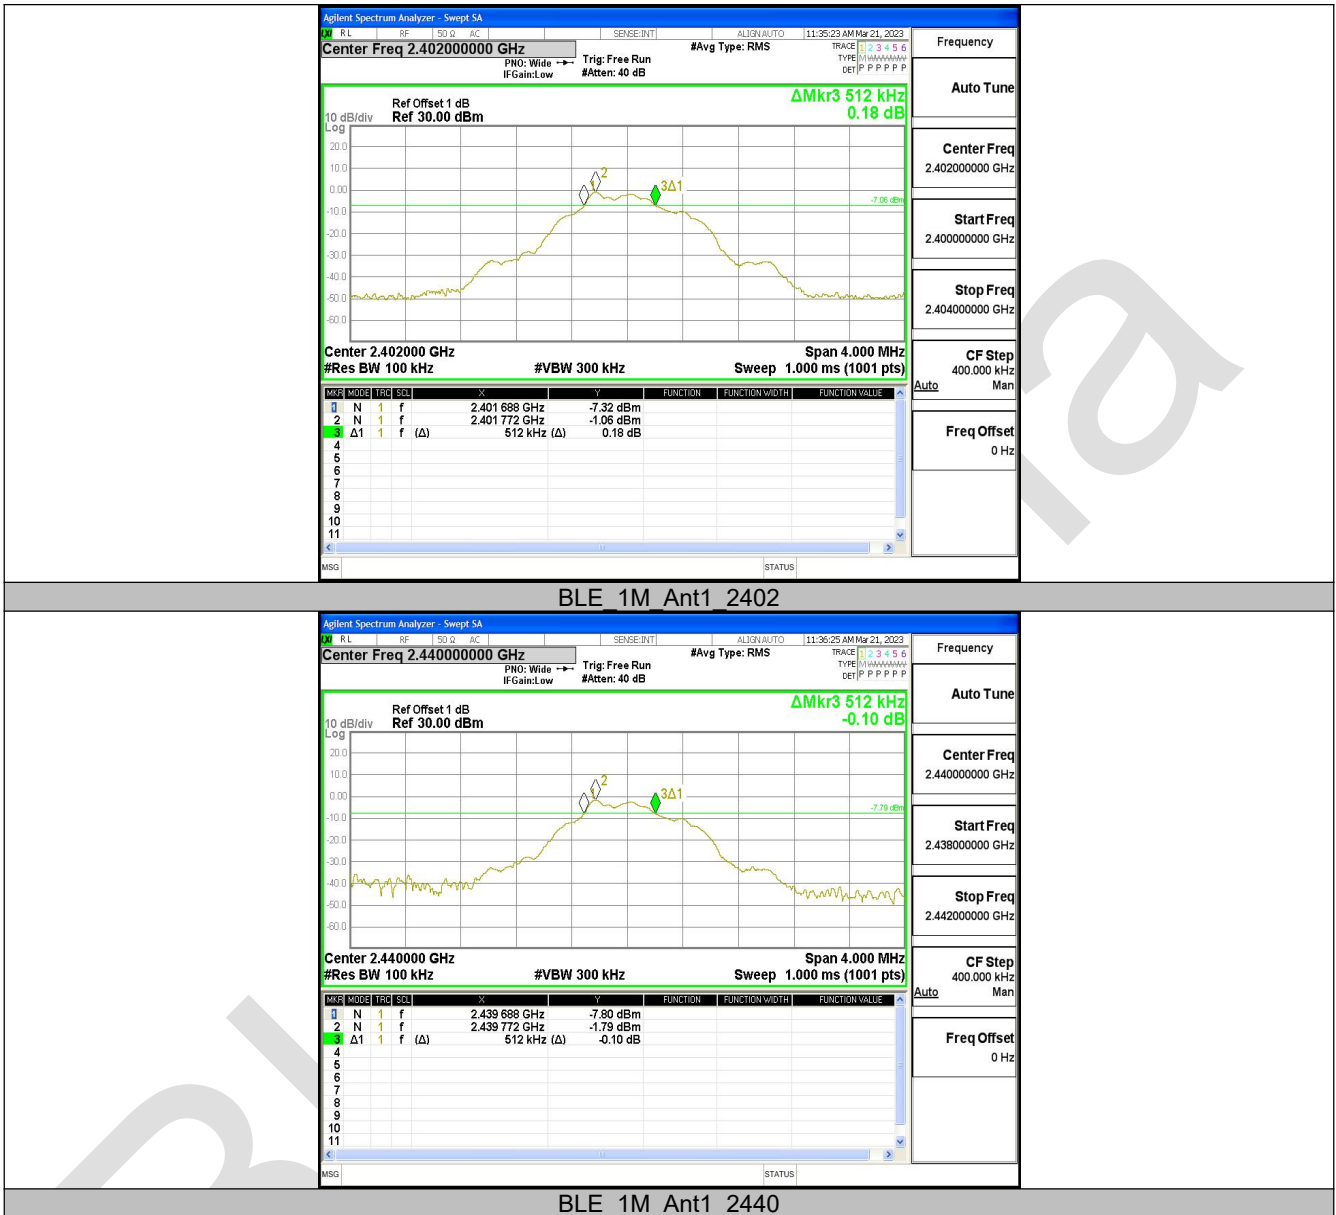 Agilent Spectrum Analyzer - Swept SA
RL RF 50 Ω AC SENSE:INT ALIGN AUTO 11:35:23 AM Mar 21, 2023
Center Freq 2.402000000 GHz #Avg Type: RMS TRACE 1 2 3 4 5 6
PNO: Wide Trig: Free Run TYPE
IFGain:Low #Atten: 40 dB DET P P P P P P
ΔMkr3 512 kHz
0.18 dB
Ref Offset 1 dB
10 dB/div Ref 30.00 dBm
Log
20.0
10.0
0.00
-10.0
-20.0
-30.0
-40.0
-50.0
-60.0
1
2
3Δ1
-7.06 dBm
Center 2.402000 GHz Span 4.000 MHz
#Res BW 100 kHz #VBW 300 kHz Sweep 1.000 ms (1001 pts)
MKR MODE TRC SCL X Y FUNCTION FUNCTION WIDTH FUNCTION VALUE
1 N 1 f 2.401 688 GHz -7.32 dBm
2 N 1 f 2.401 772 GHz -1.06 dBm
3 Δ1 1 f (Δ) 512 kHz (Δ) 0.18 dB
4
5
6
7
8
9
10
11
MSG STATUS
Frequency
Auto Tune
Center Freq
2.402000000 GHz
Start Freq
2.400000000 GHz
Stop Freq
2.404000000 GHz
CF Step
400.000 kHz
Auto Man
Freq Offset
0 Hz
BLE_1M_Ant1_2402
Agilent Spectrum Analyzer - Swept SA
RL RF 50 Ω AC SENSE:INT ALIGN AUTO 11:36:25 AM Mar 21, 2023
Center Freq 2.440000000 GHz #Avg Type: RMS TRACE 1 2 3 4 5 6
PNO: Wide Trig: Free Run TYPE
IFGain:Low #Atten: 40 dB DET P P P P P P
ΔMkr3 512 kHz
-0.10 dB
Ref Offset 1 dB
10 dB/div Ref 30.00 dBm
Log
20.0
10.0
0.00
-10.0
-20.0
-30.0
-40.0
-50.0
-60.0
1
2
3Δ1
-7.79 dBm
Center 2.440000 GHz Span 4.000 MHz
#Res BW 100 kHz #VBW 300 kHz Sweep 1.000 ms (1001 pts)
MKR MODE TRC SCL X Y FUNCTION FUNCTION WIDTH FUNCTION VALUE
1 N 1 f 2.439 688 GHz -7.80 dBm
2 N 1 f 2.439 772 GHz -1.79 dBm
3 Δ1 1 f (Δ) 512 kHz (Δ) -0.10 dB
4
5
6
7
8
9
10
11
MSG STATUS
Frequency
Auto Tune
Center Freq
2.440000000 GHz
Start Freq
2.438000000 GHz
Stop Freq
2.442000000 GHz
CF Step
400.000 kHz
Auto Man
Freq Offset
0 Hz
BLE_1M_Ant1_2440